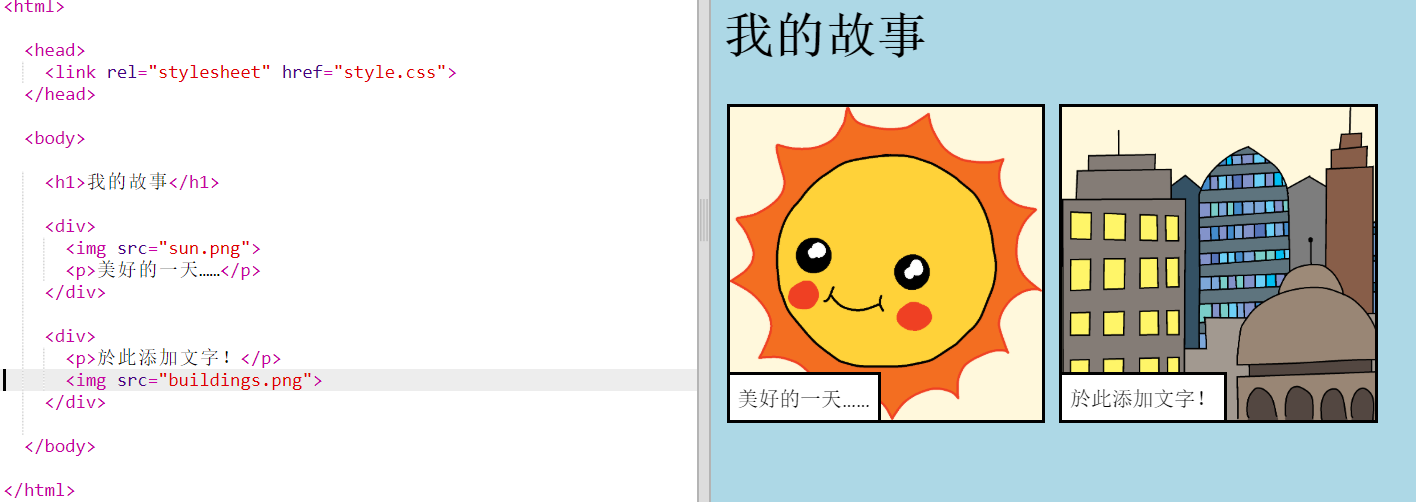 <html>
<head>
<link rel="stylesheet" href="style.css">
</head>
<body>
<h1>我的故事</h1>
<div>
<img src="sun.png">
<p>美好的一天……</p>
</div>
<div>
<p>於此添加文字！</p>
<img src="buildings.png">
</div>
</body>
</html>
我的故事
美好的一天……
於此添加文字！